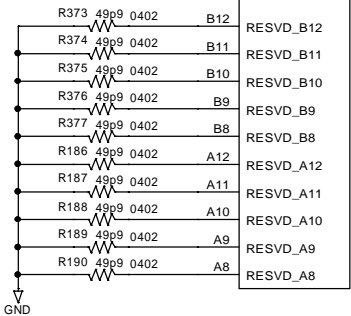 R373 49p9 0402 B12 RESVD_B12
R374 49p9 0402 B11 RESVD_B11
R375 49p9 0402 B10 RESVD_B10
R376 49p9 0402 B9 RESVD_B9
R377 49p9 0402 B8 RESVD_B8
R186 49p9 0402 A12 RESVD_A12
R187 49p9 0402 A11 RESVD_A11
R188 49p9 0402 A10 RESVD_A10
R189 49p9 0402 A9 RESVD_A9
R190 49p9 0402 A8 RESVD_A8
GND